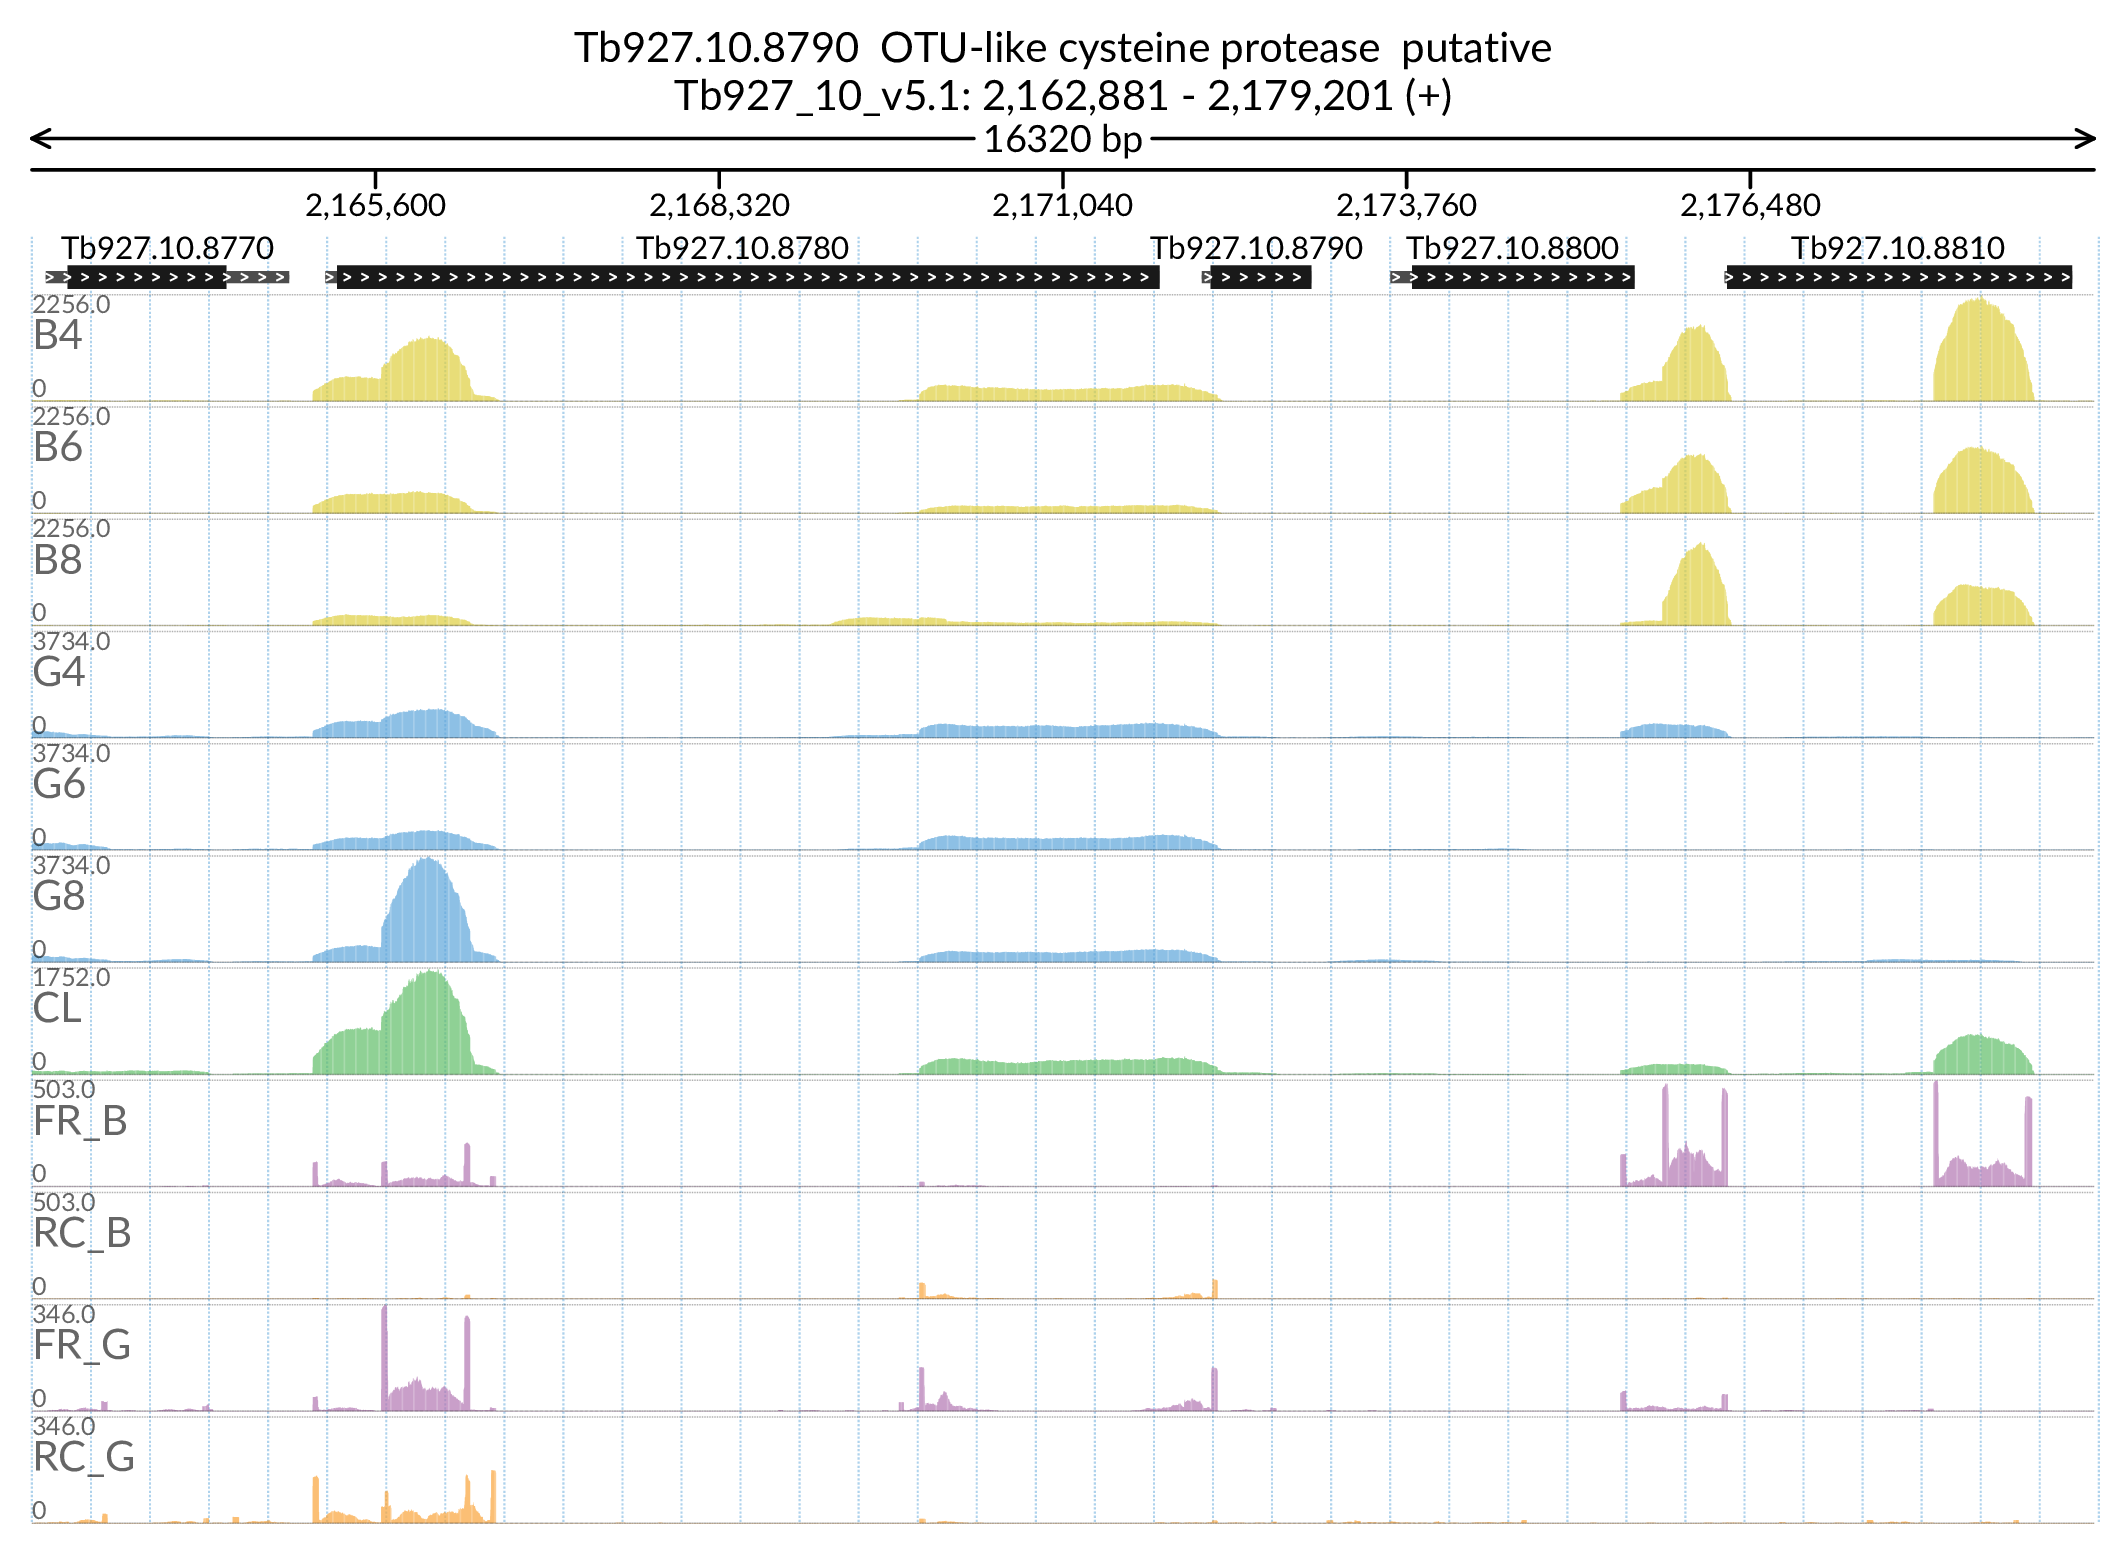 Tb927.10.8790 OTU-like cysteine protease putative
Tb927_10_v5.1: 2,162,881 - 2,179,201 (+)
16320 bp
2,165,600 2,168,320 2,171,040 2,173,760 2,176,480
Tb927.10.8770 Tb927.10.8780 Tb927.10.8790 Tb927.10.8800 Tb927.10.8810
2256.0
B4
0
2256.0
B6
0
2256.0
B8
0
3734.0
G4
0
3734.0
G6
0
3734.0
G8
0
1752.0
CL
0
503.0
FR_B
0
503.0
RC_B
0
346.0
FR_G
0
346.0
RC_G
0